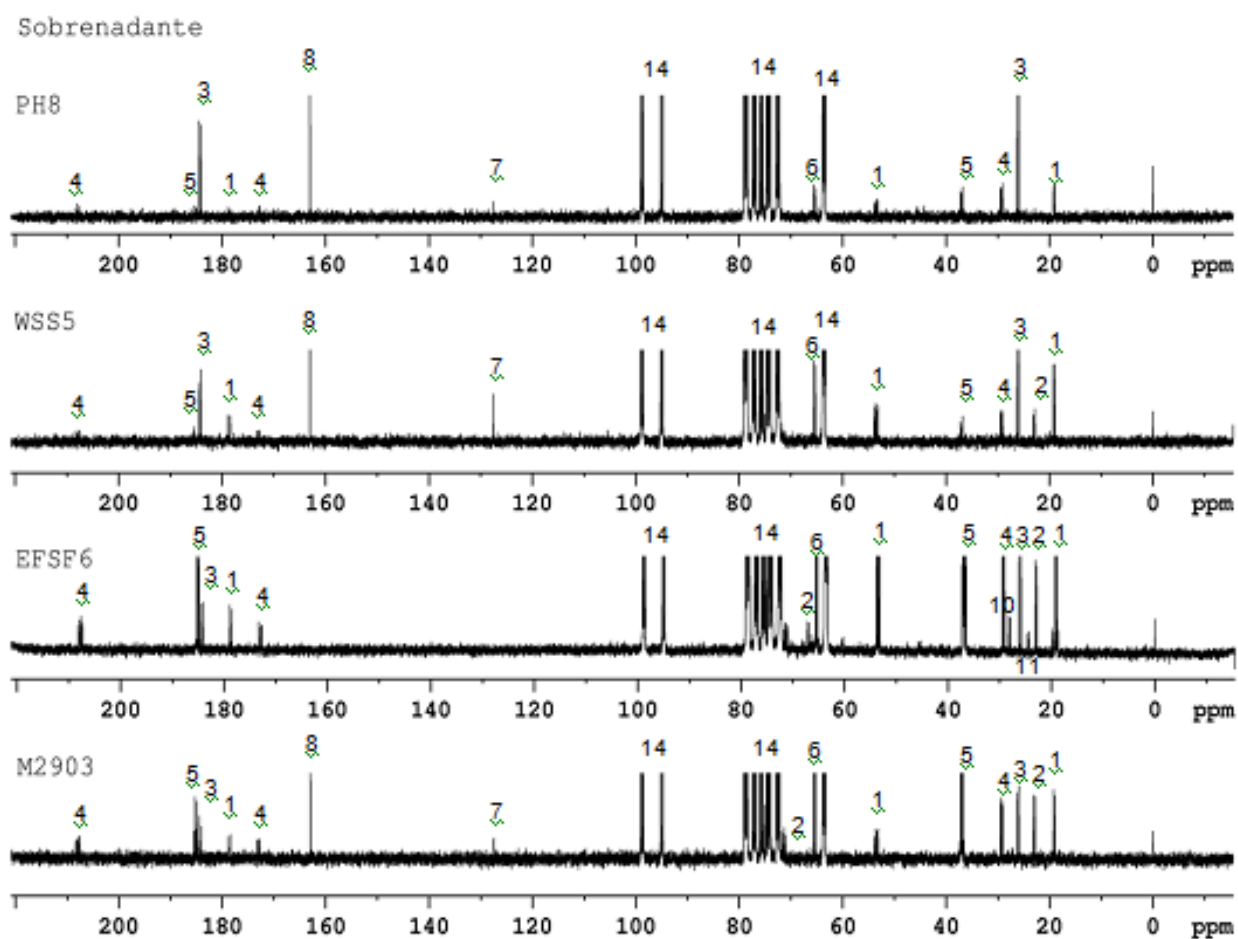 Sobrenadante
8
3 14 14 14 3
PH8
4 5 1 4 7 6 1 5 4 1
200 180 160 140 120 100 80 60 40 20 0 ppm
WSS5
3 8 14 14 14 3 1
4 5 1 4 7 6 1 5 4 2
200 180 160 140 120 100 80 60 40 20 0 ppm
EFSF6
5 14 14 6 1 5 4 3 2 1
4 3 1 4 2 10
11
200 180 160 140 120 100 80 60 40 20 0 ppm
M2903
8 14 14 6 5 3 2 1
4 5 3 1 4 7 2 1 4
200 180 160 140 120 100 80 60 40 20 0 ppm